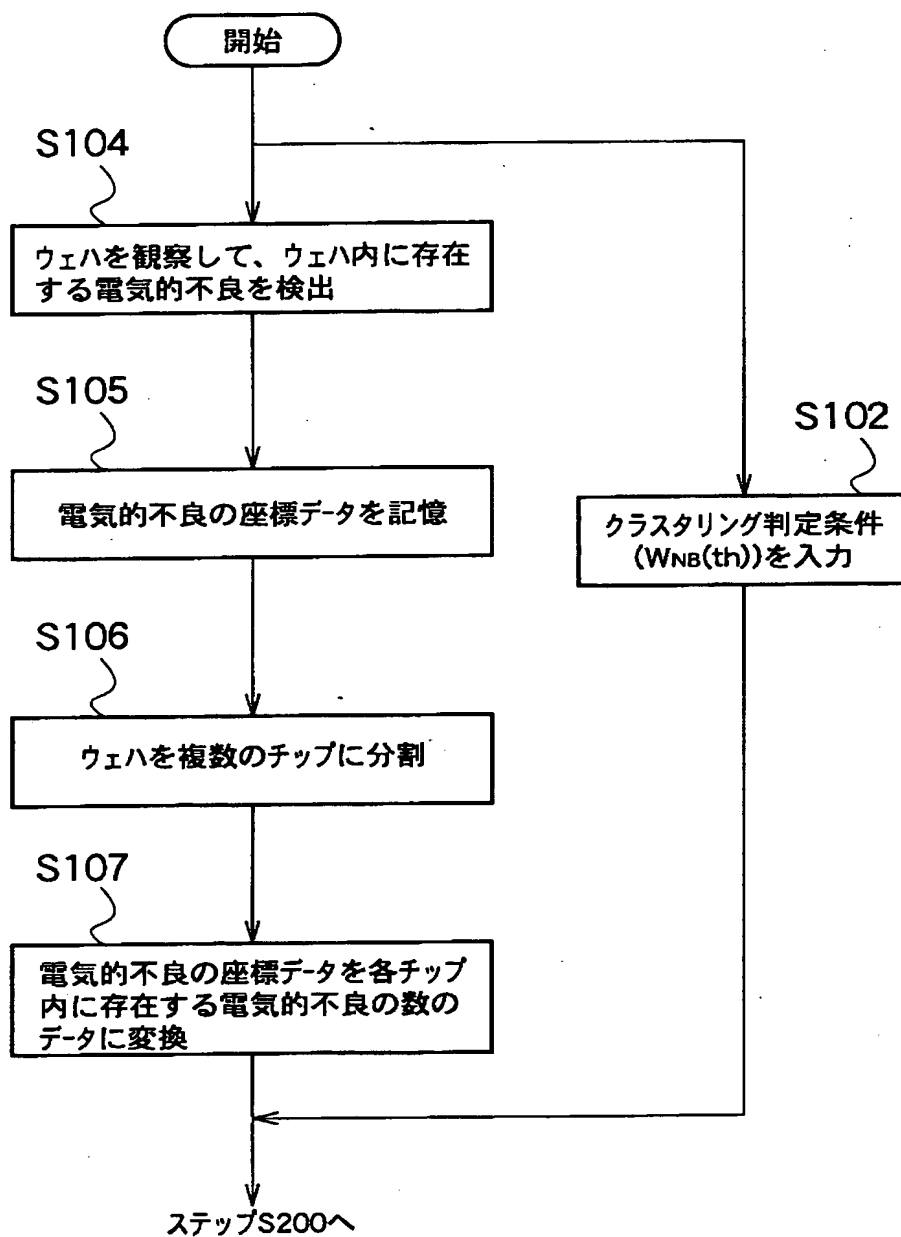 開始
S104
ウェハを観察して、ウェハ内に存在
する電気的不良を検出
S105
電気的不良の座標データを記憶
S102
クラスタリング判定条件
(WNB(th))を入力
S106
ウェハを複数のチップに分割
S107
電気的不良の座標データを各チップ
内に存在する電気的不良の数の
データに変換
ステップS200へ